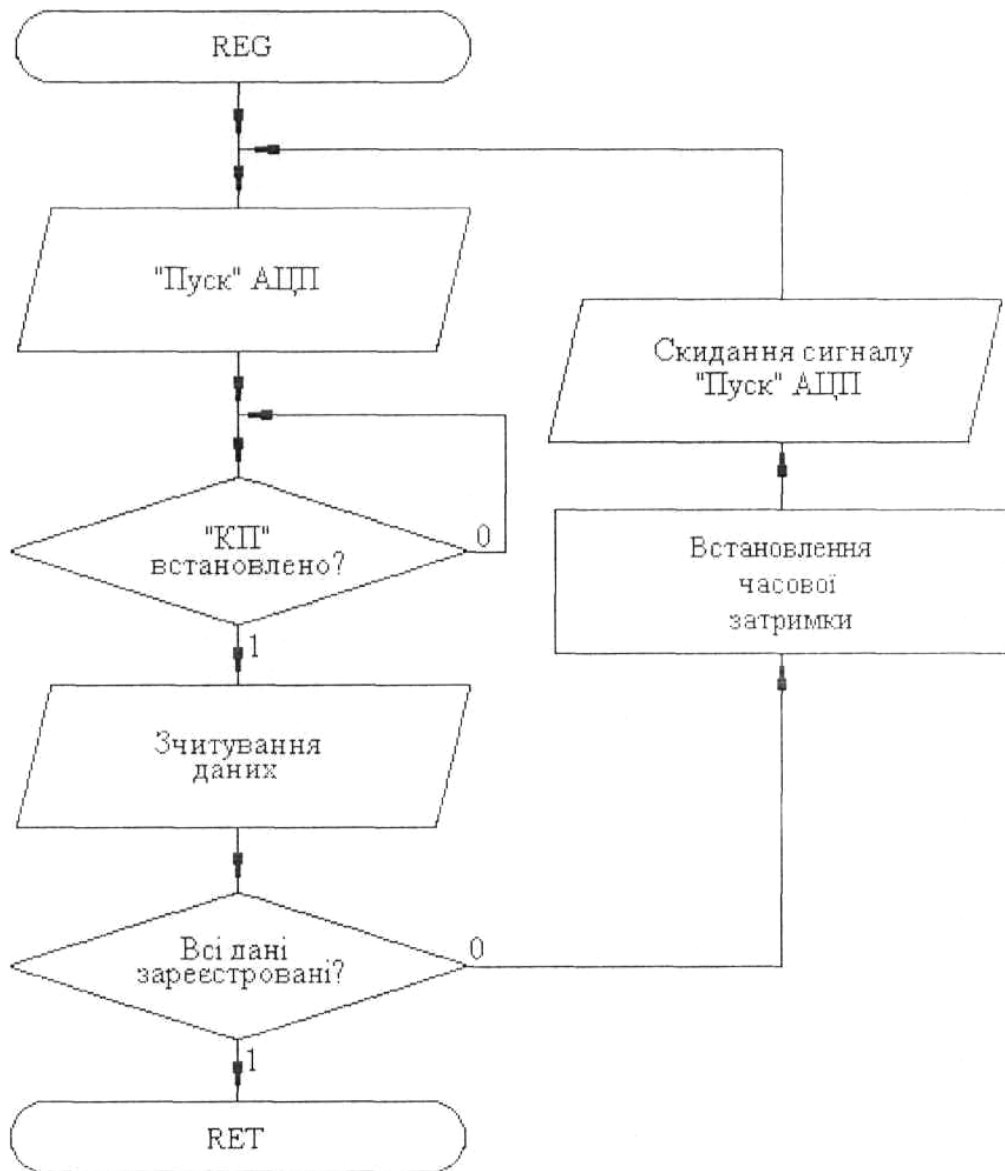 REG
"Пуск" АЦП
"КП"
встановлено?
0
1
Зчитування
даних
Всі дані
зареєстровані?
0
1
RET
Встановлення
часової
затримки
Скидання сигналу
"Пуск" АЦП